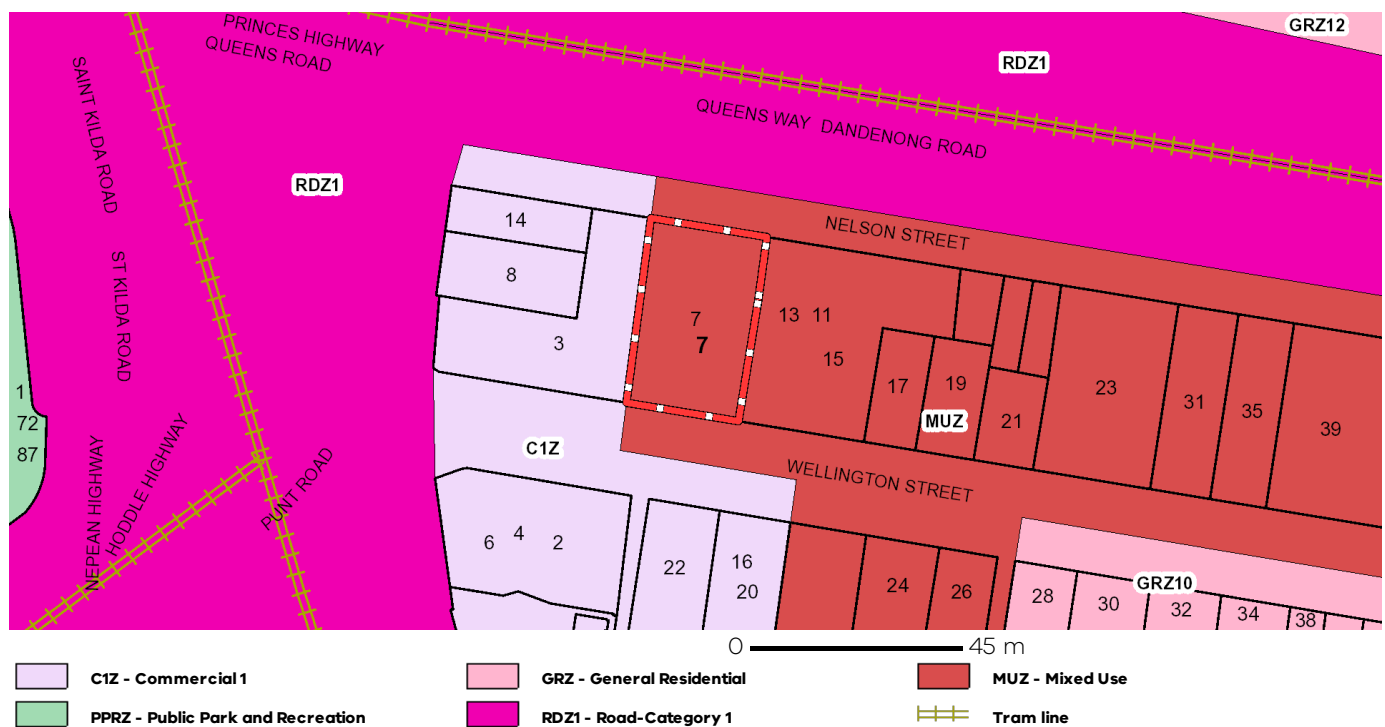 PRINCES HIGHWAY
QUEENS ROAD
GRZ12
RDZ1
QUEENS WAY DANDENONG ROAD
SAINT KILDA ROAD
RDZ1
NELSON STREET
14
8
3
7
7
13 11
15
17
19
21
23
31
35
39
MUZ
ST KILDA ROAD
1
72
87
NEPEAN HIGHWAY
HODDLE HIGHWAY
PUNT ROAD
C1Z
WELLINGTON STREET
6 4 2
22
16
20
24
26
GRZ10
28
30
32
34
38
0 45 m
C1Z - Commercial 1
GRZ - General Residential
MUZ - Mixed Use
PPRZ - Public Park and Recreation
RDZ1 - Road-Category 1
Tram line